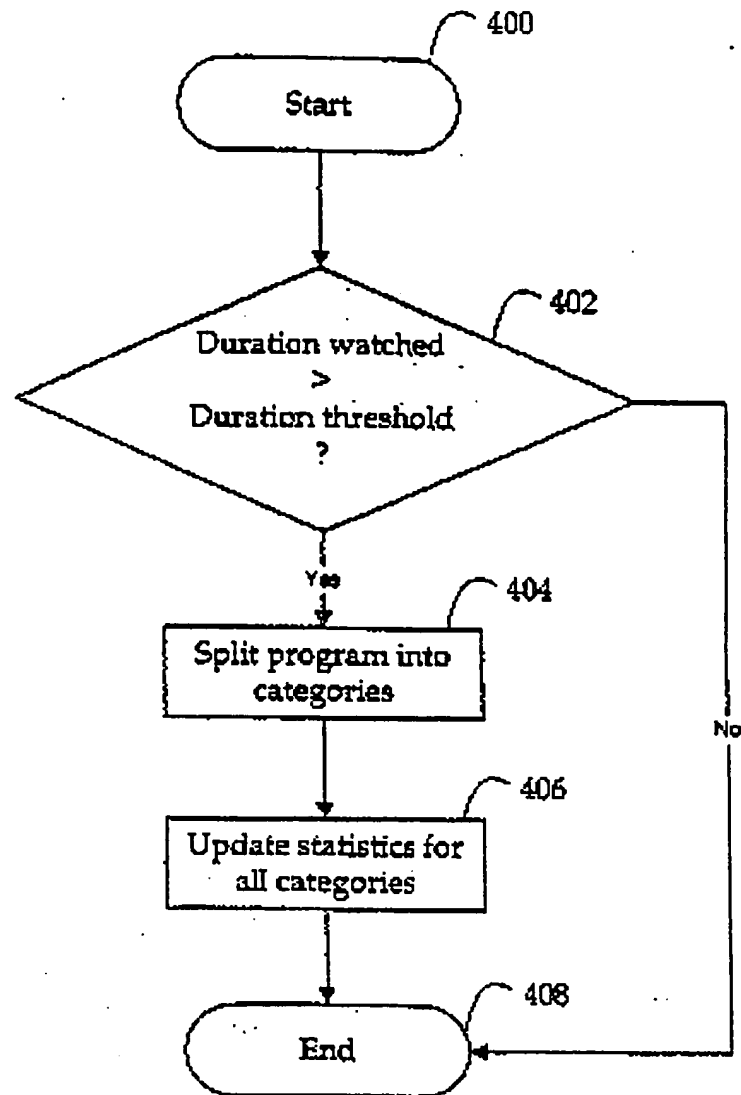 400
Start
402
Duration watched
>
Duration threshold
?
Yes
404
Split program into
categories
No
406
Update statistics for
all categories
408
End